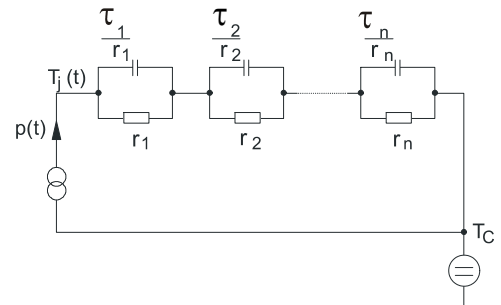 τ1/r1 τ2/r2 τn/rn
Tj(t)
p(t)
r1 r2 rn
TC